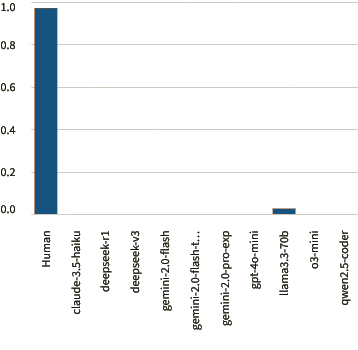 1.0
0.8
0.6
0.4
0.2
0.0
Human
claude-3.5-haiku
deepseek-r1
deepseek-v3
gemini-2.0-flash
gemini-2.0-flash-t...
gemini-2.0-pro-exp
gpt-4o-mini
llama3.3-70b
o3-mini
qwen2.5-coder